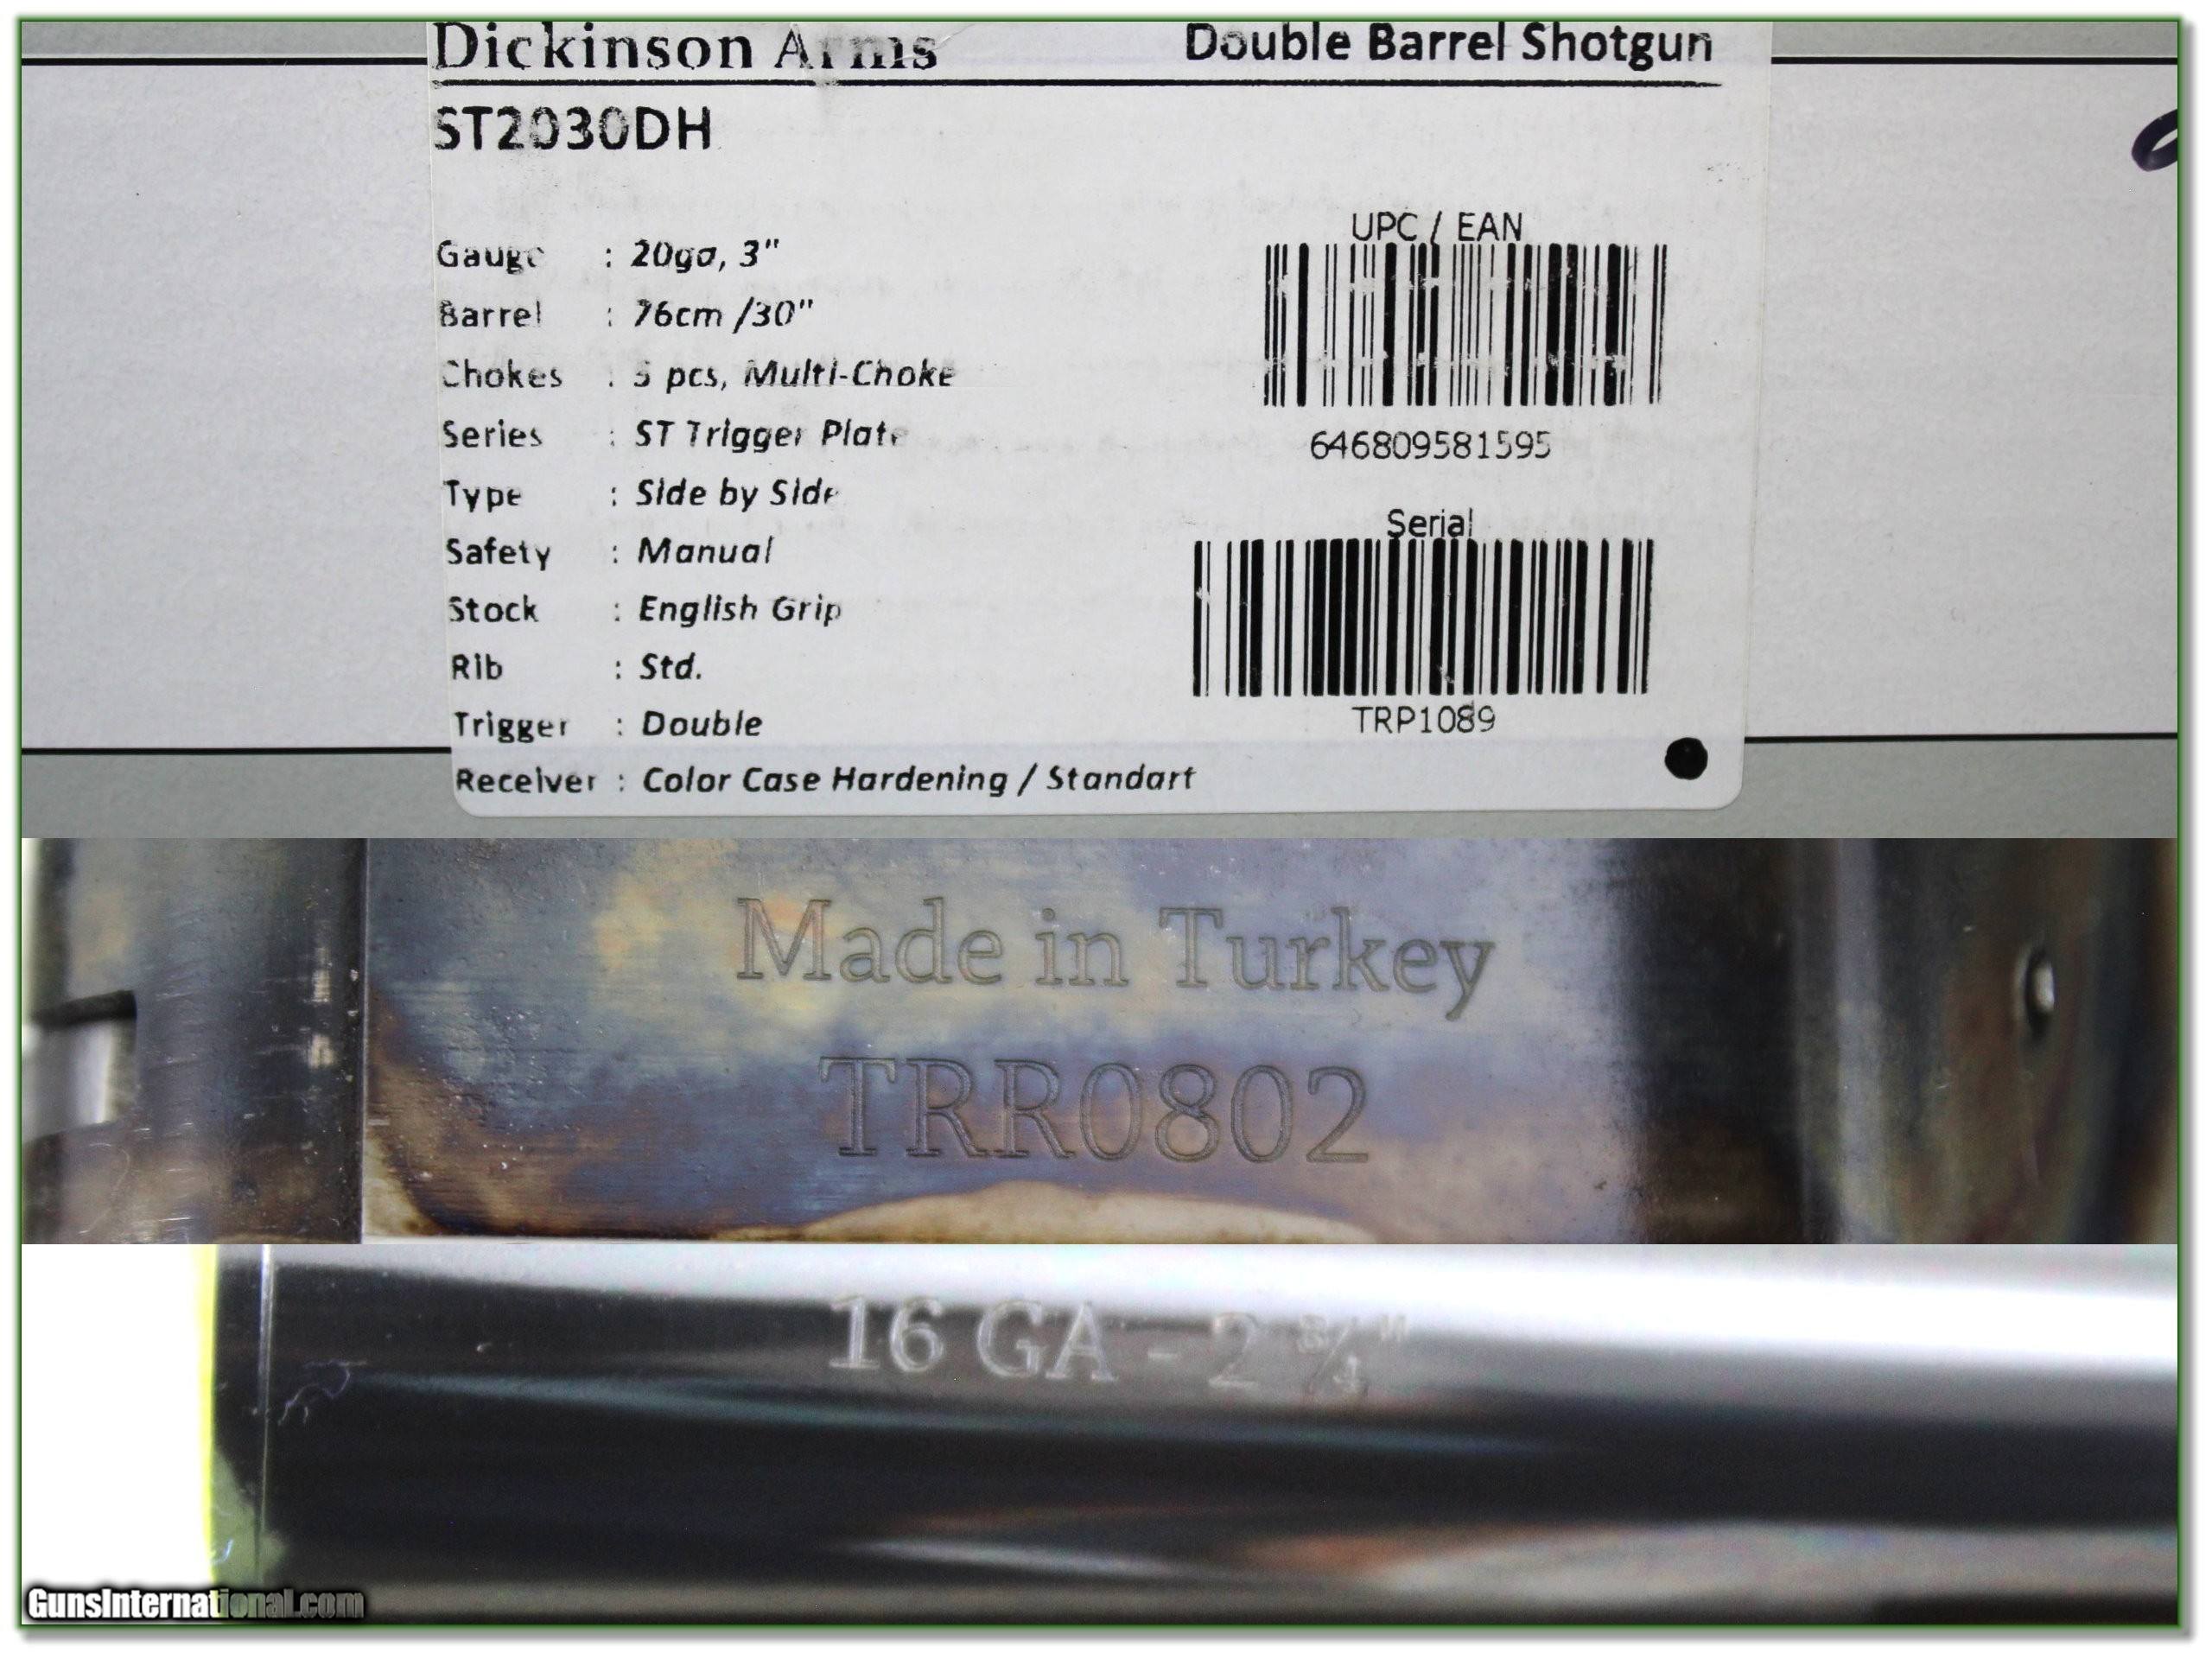 Dickinson Arms Double Barrel Shotgun
ST2030DH
Gauge : 20ga, 3"
Barrel : 76cm /30"
Chokes : 5 pcs, Multi-Choke
Series : ST Trigger Plate
Type : Side by Side
Safety : Manual
Stock : English Grip
Rib : Std.
Trigger : Double
Receiver : Color Case Hardening / Standart
UPC / EAN
646809581595
Serial
TRP1089
Made in Turkey
TRR0802
16 GA - 2 3/4"
GunsInternational.com